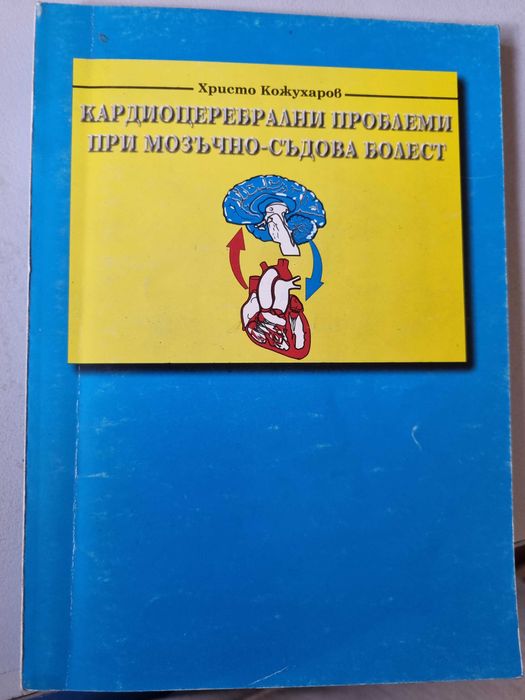 Христо Кожухаров
КАРДИОЦЕРЕБРАЛНИ ПРОБЛЕМИ
ПРИ МОЗЪЧНО-СЪДОВА БОЛЕСТ